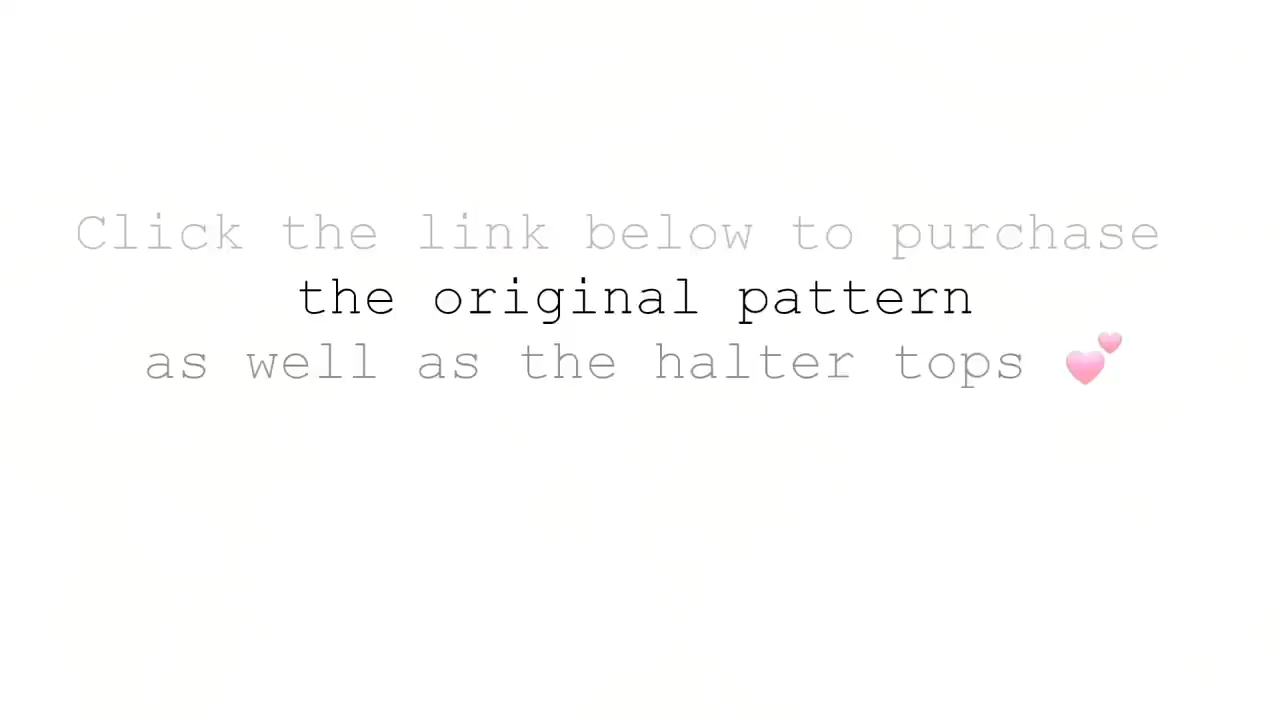 Click the link below to purchase
the original pattern
as well as the halter tops 💕